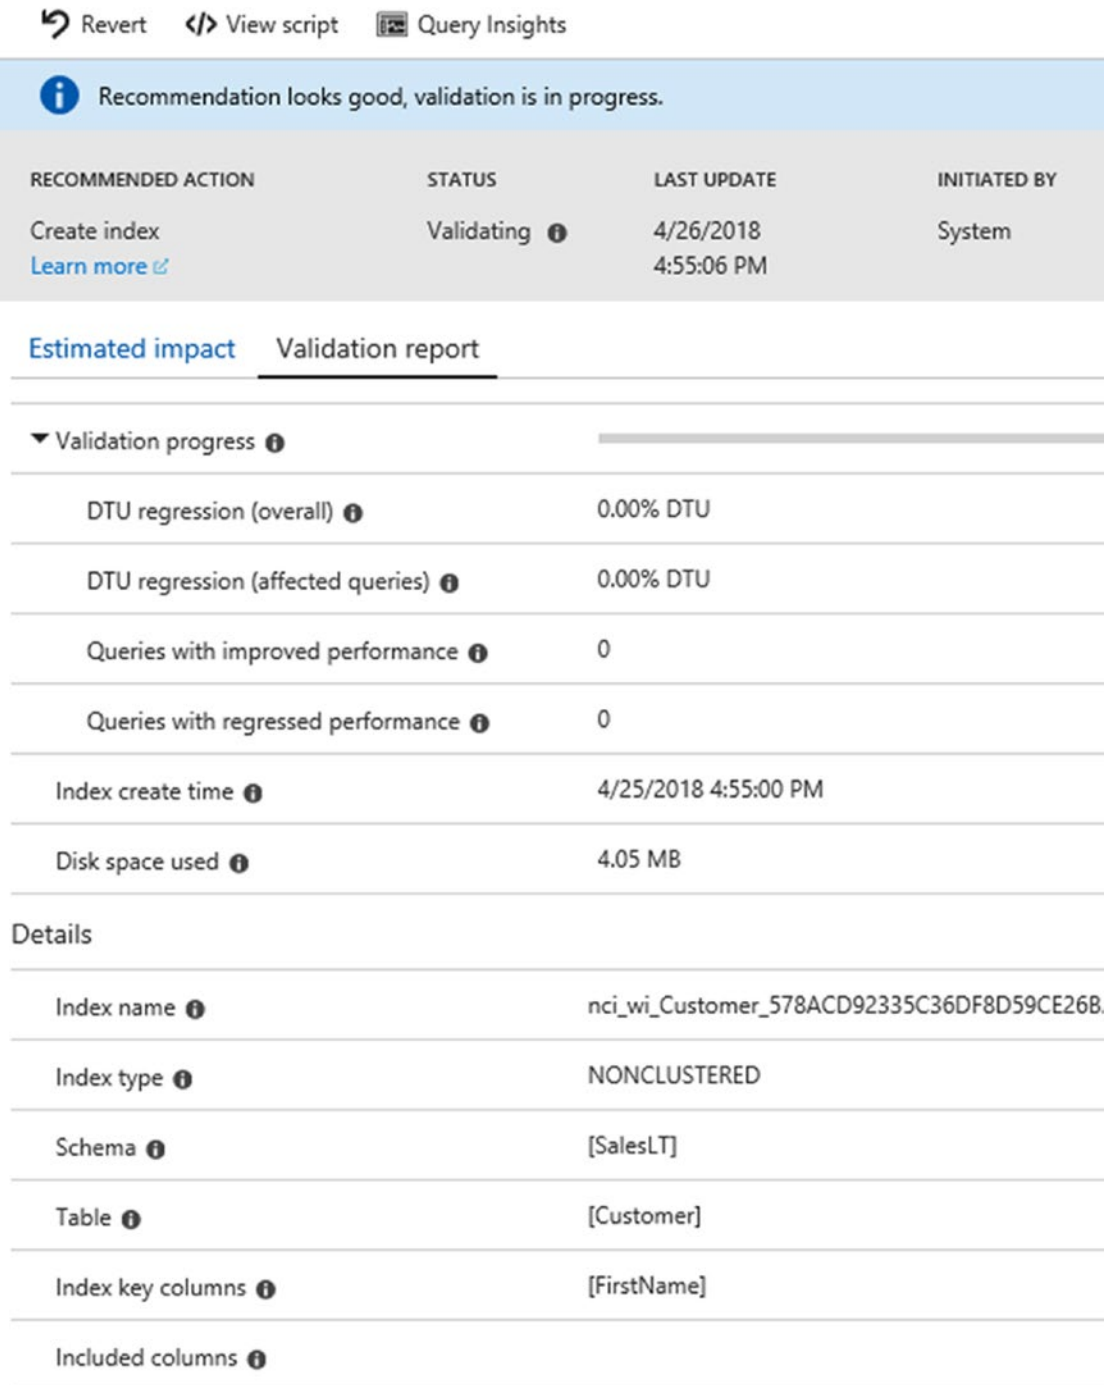 Revert </> View script Query Insights
Recommendation looks good, validation is in progress.
RECOMMENDED ACTION STATUS LAST UPDATE INITIATED BY
Create index Validating 4/26/2018 System
Learn more 4:55:06 PM
Estimated impact Validation report
Validation progress
DTU regression (overall) 0.00% DTU
DTU regression (affected queries) 0.00% DTU
Queries with improved performance 0
Queries with regressed performance 0
Index create time 4/25/2018 4:55:00 PM
Disk space used 4.05 MB
Details
Index name nci_wi_Customer_578ACD92335C36DF8D59CE26B
Index type NONCLUSTERED
Schema [SalesLT]
Table [Customer]
Index key columns [FirstName]
Included columns